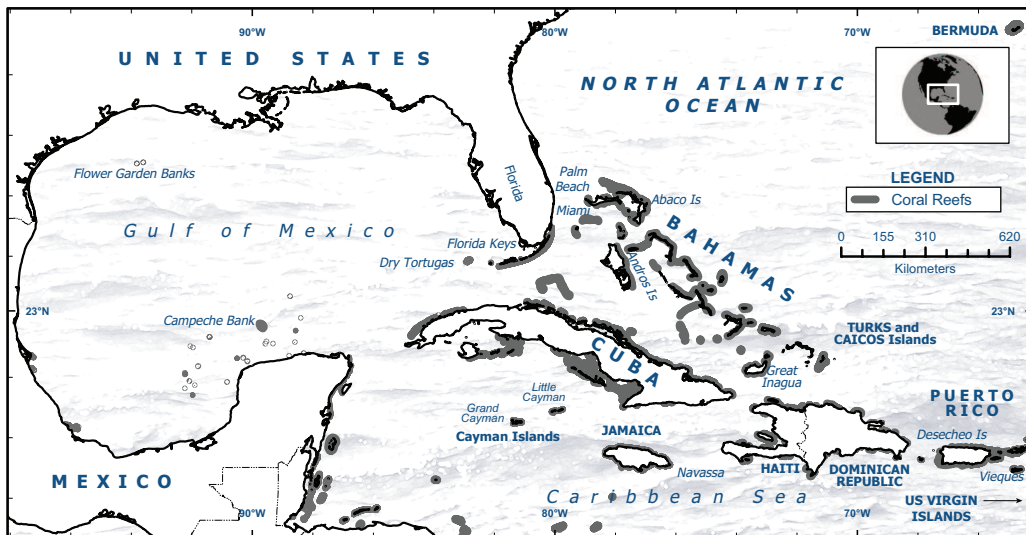 90°W
80°W
70°W
BERMUDA
UNITED STATES
NORTH ATLANTIC
OCEAN
Flower Garden Banks
Florida
Palm
Beach
Miami
Abaco Is
LEGEND
Coral Reefs
Gulf of Mexico
BAHAMAS
0 155 310 620
Kilometers
Florida Keys
Dry Tortugas
Andros Is
23°N
23°N
Campeche Bank
TURKS and
CAICOS Islands
CUBA
Great
Inagua
Little
Cayman
Grand
Cayman
Cayman Islands
JAMAICA
PUERTO
RICO
Desecheo Is
Navassa
HAITI
DOMINICAN
REPUBLIC
Vieques
MEXICO
Caribbean Sea
US VIRGIN
ISLANDS
90°W
80°W
70°W